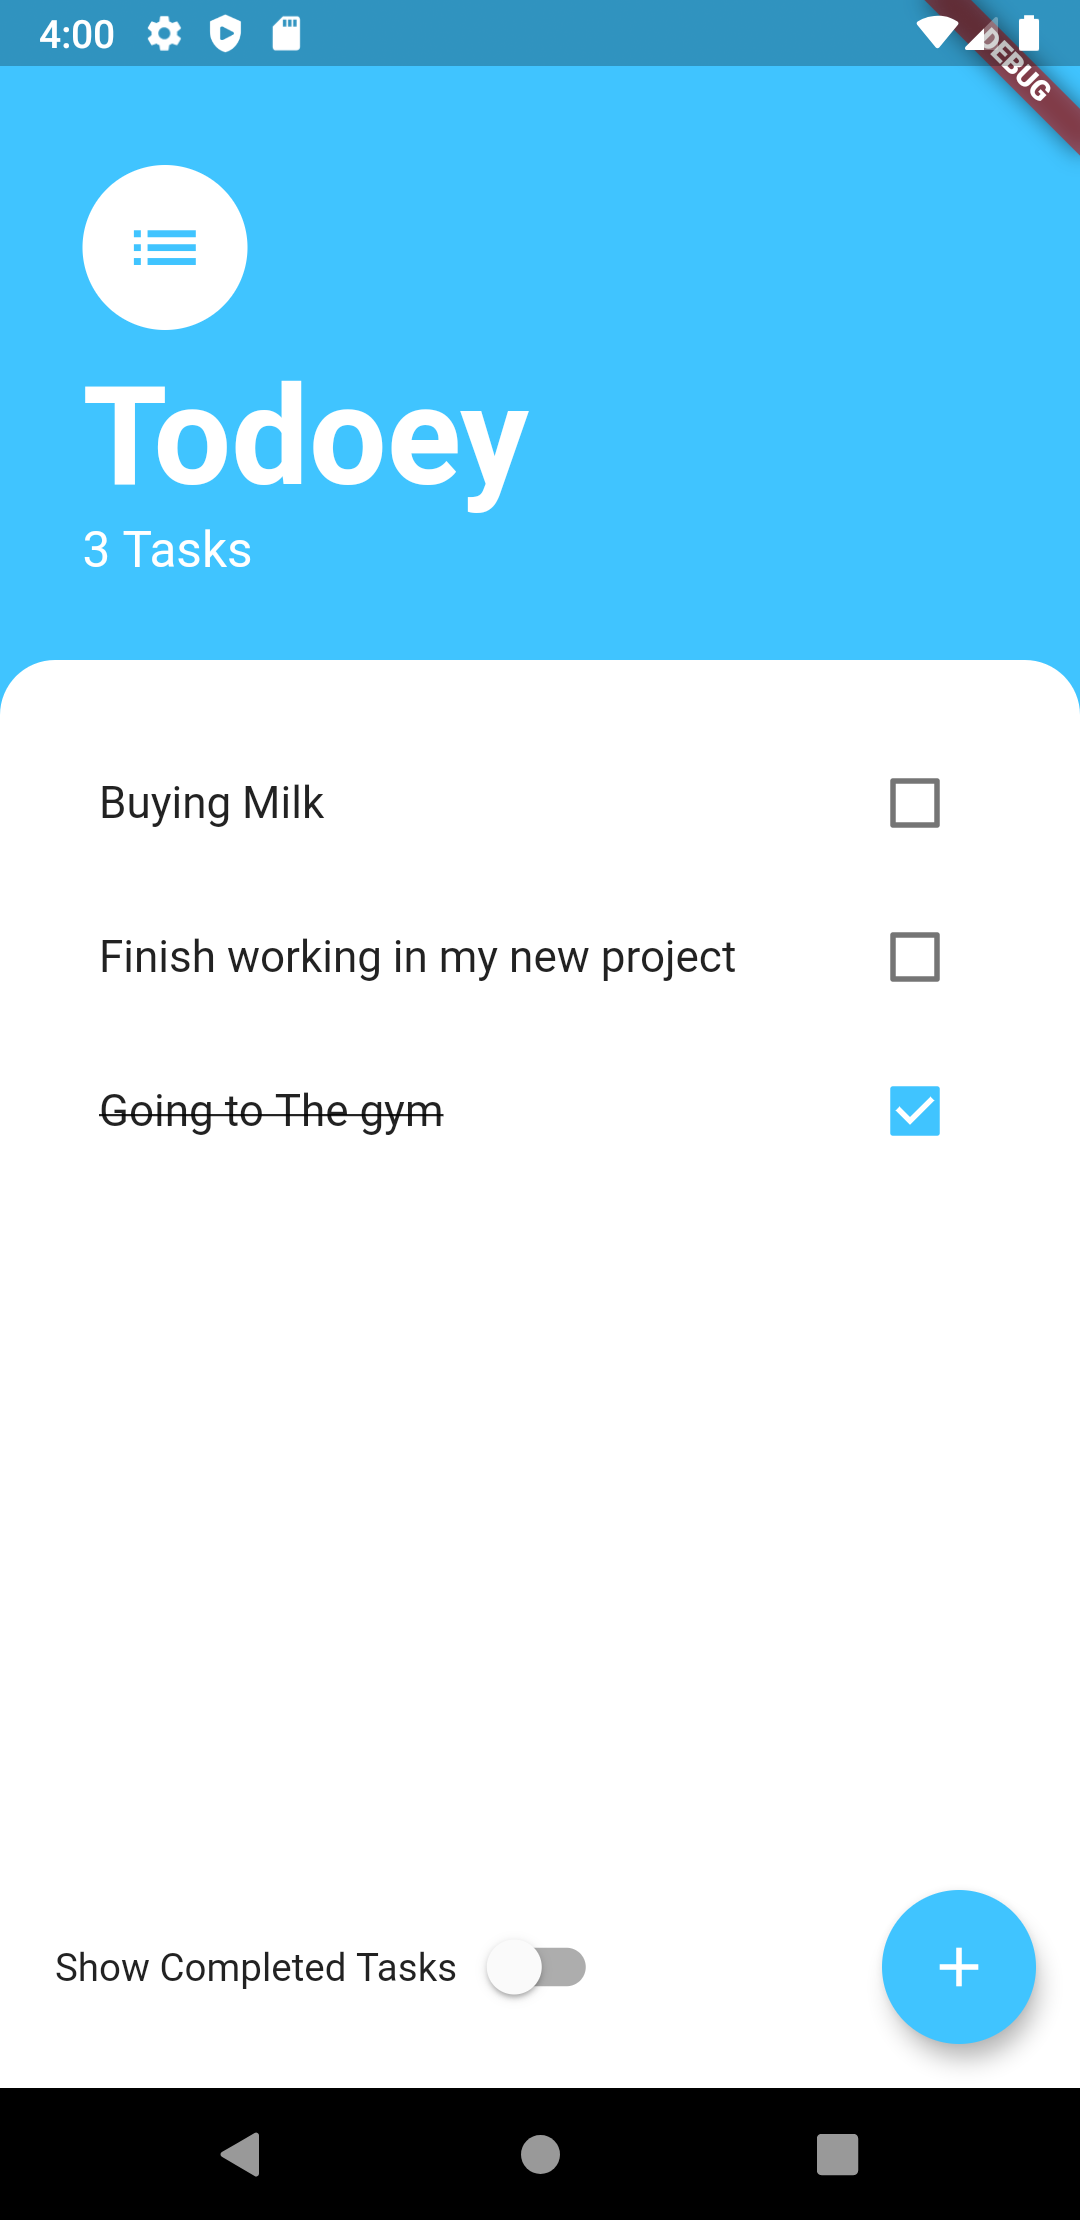 4:00
DEBUG
Todoey
3 Tasks
Buying Milk
Finish working in my new project
Going to The gym
Show Completed Tasks